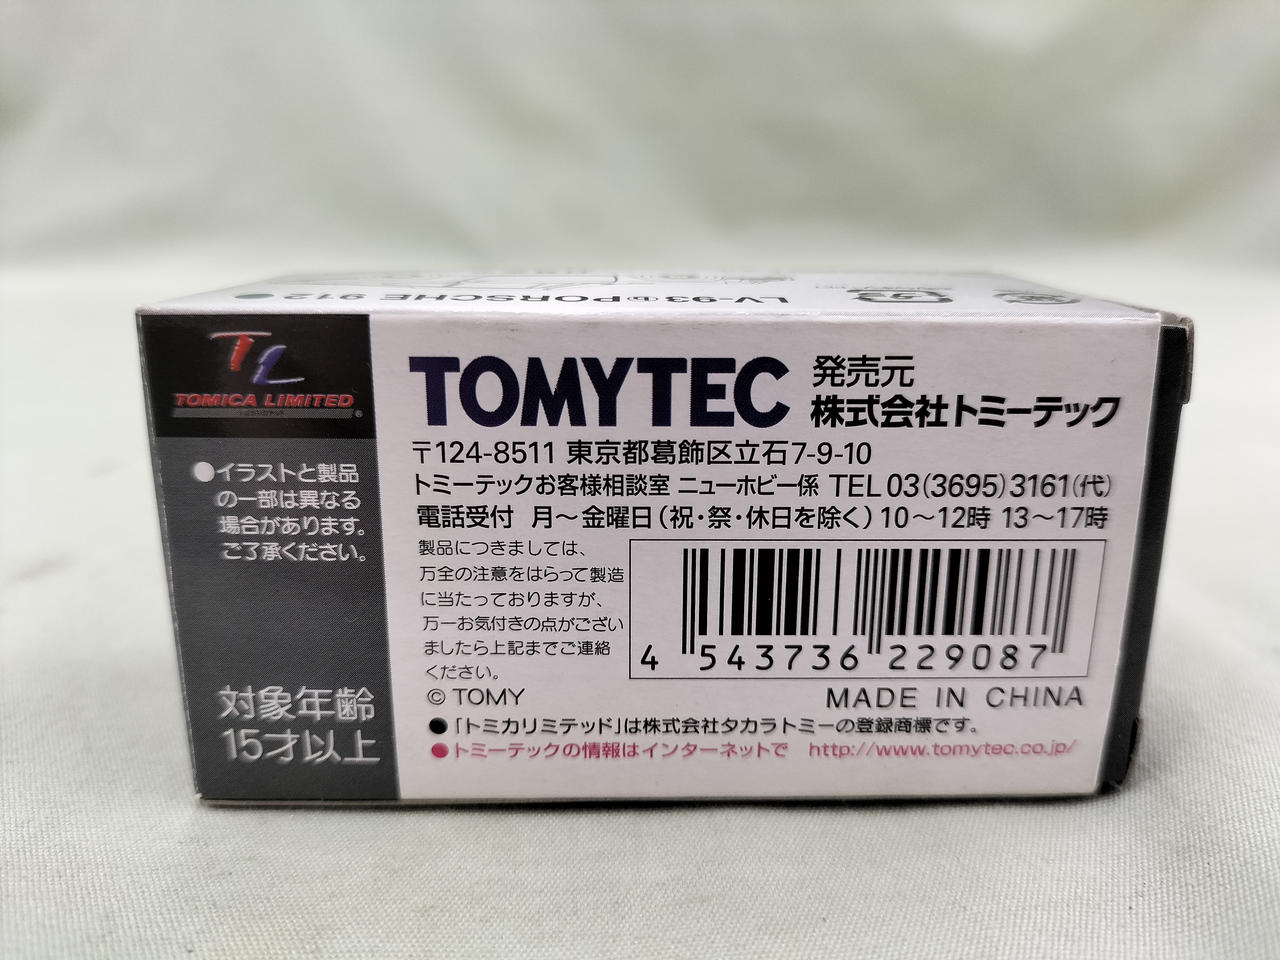 LV-93 b PORSCHE 912
TL
TOMICA LIMITED
®
●イラストと製品
の一部は異なる
場合があります。
ご了承ください。
対象年齢
15才以上
TOMYTEC
発売元
株式会社トミーテック
〒124-8511 東京都葛飾区立石7-9-10
トミーテックお客様相談室 ニューホビー係 TEL 03(3695)3161(代)
電話受付 月～金曜日(祝・祭・休日を除く)10～12時 13～17時
製品につきましては、
万全の注意をはらって製造
に当たっておりますが、
万一お気付きの点がござい
ましたら上記までご連絡
ください。
4 543736 229087
© TOMY
MADE IN CHINA
●「トミカリミテッド」は株式会社タカラトミーの登録商標です。
●トミーテックの情報はインターネットで http://www.tomytec.co.jp/